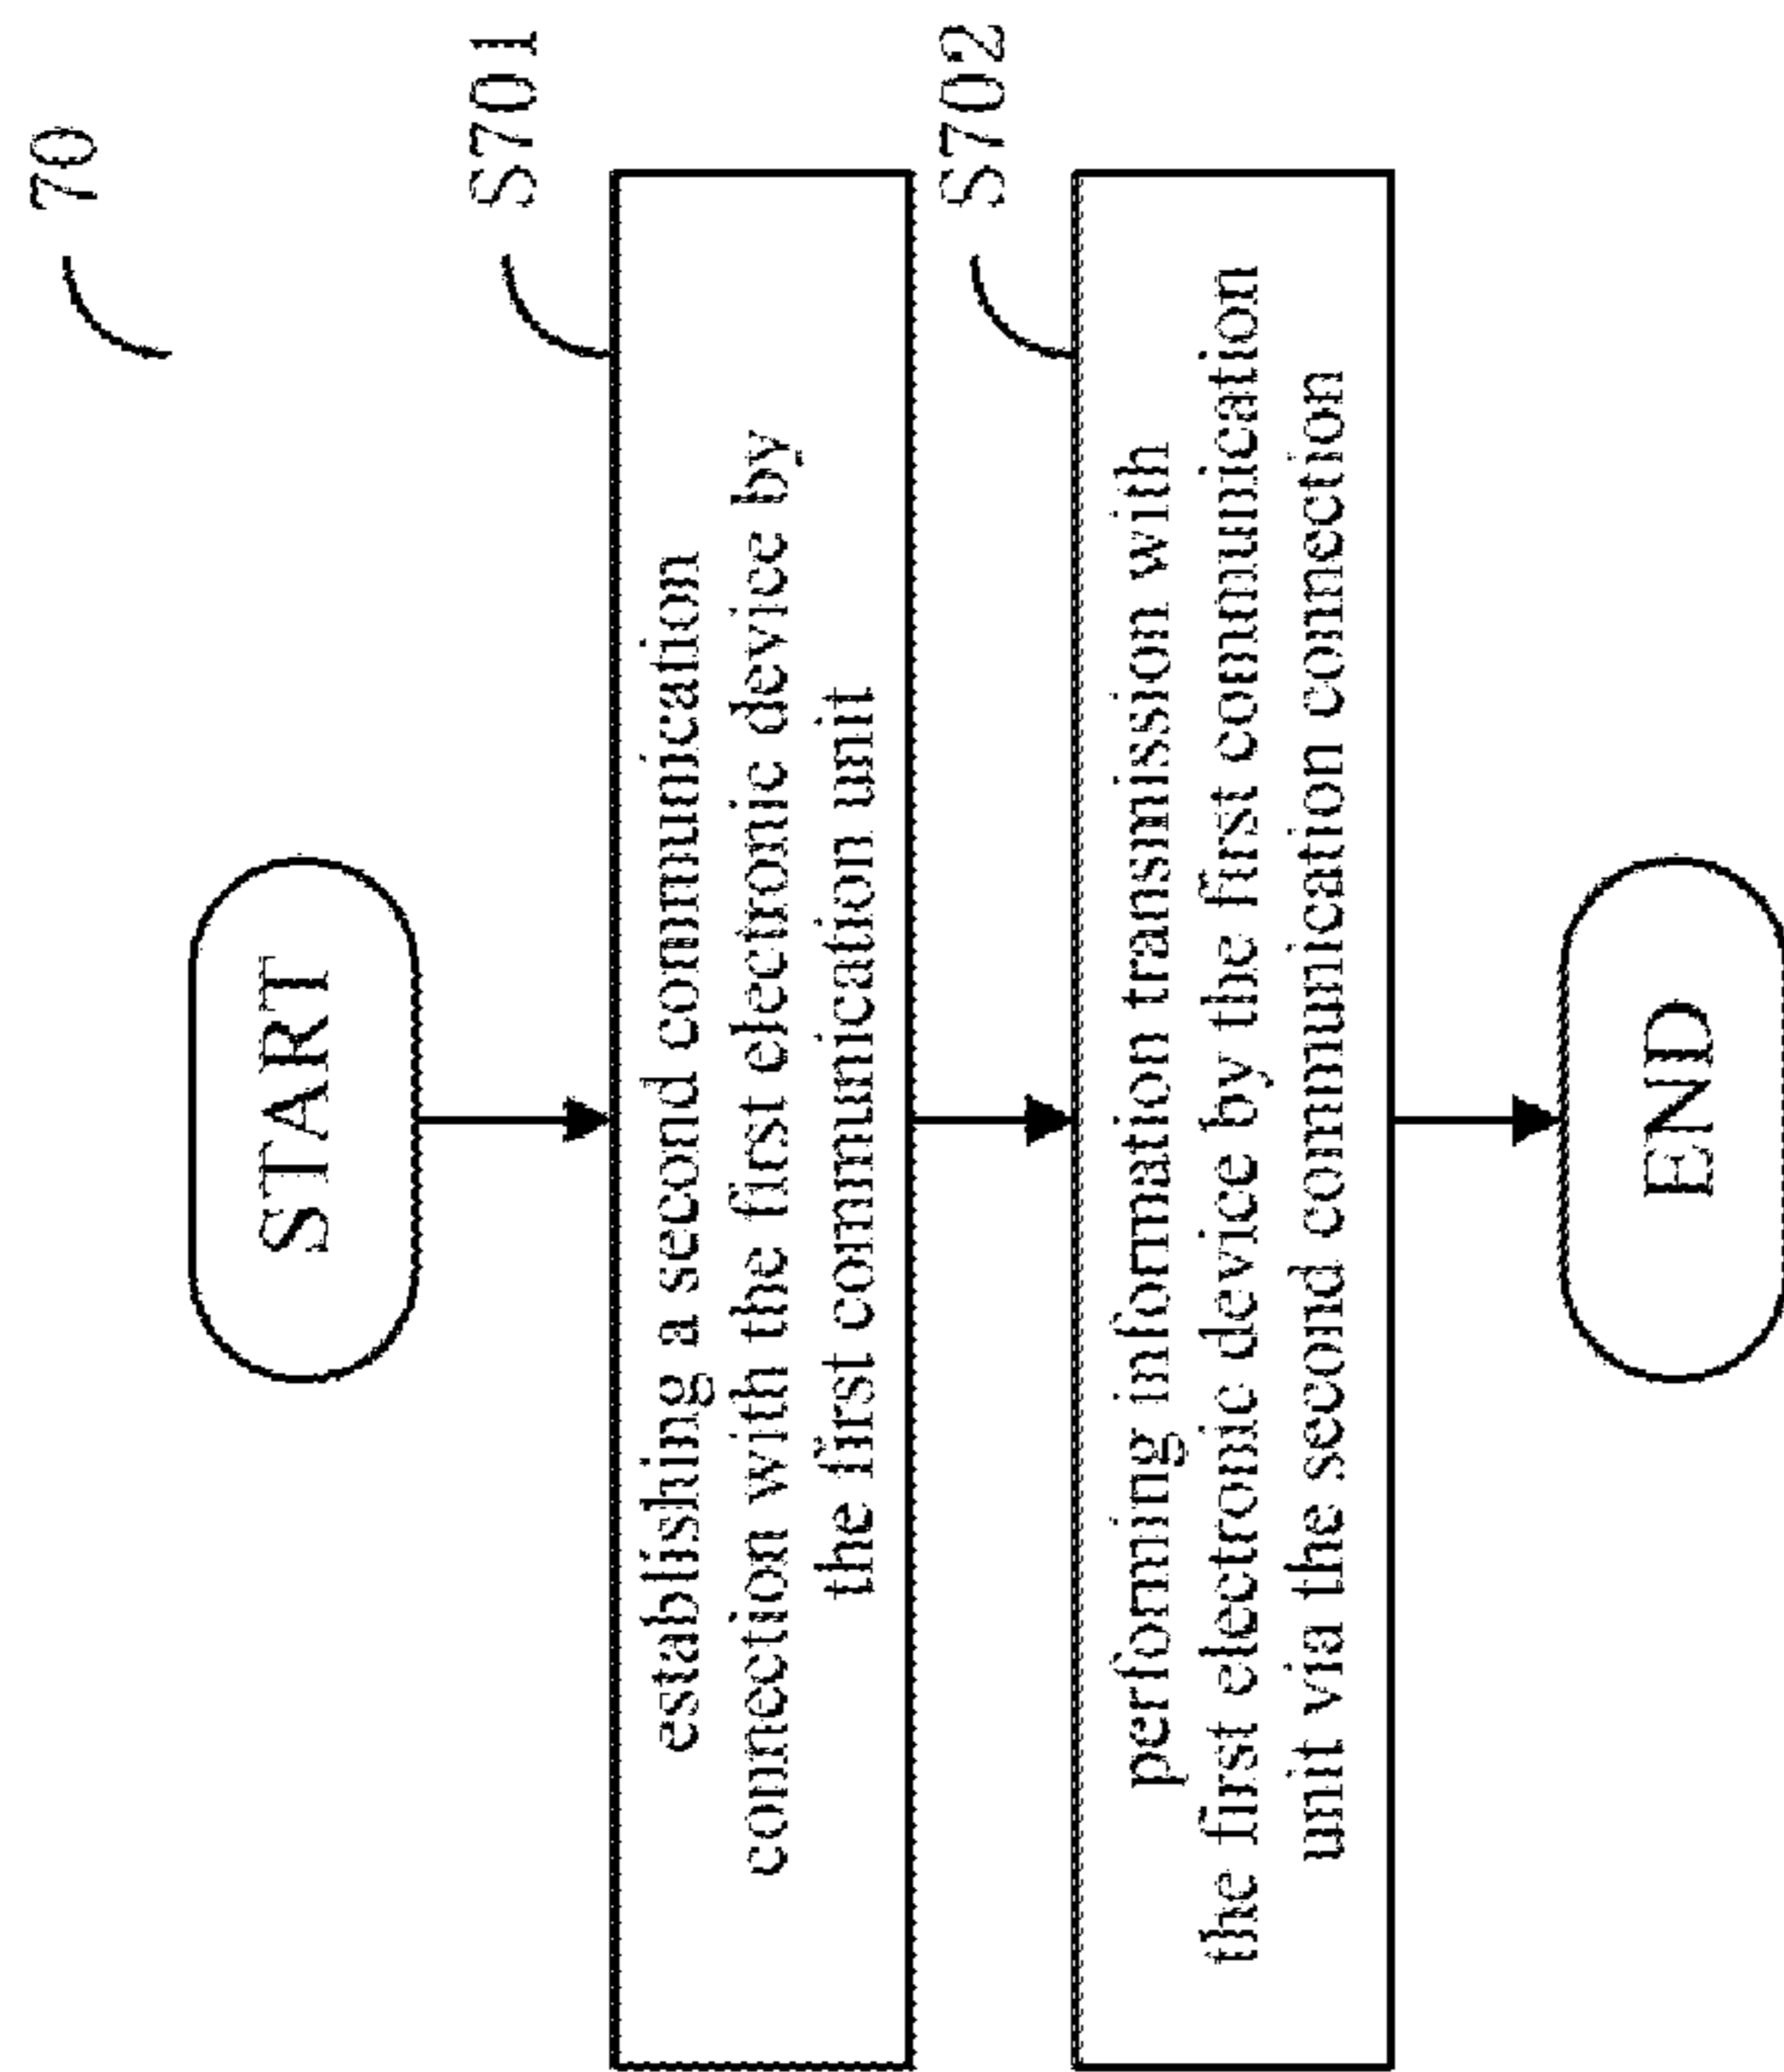 70
START
S701
establishing a second communication
connection with the first electronic device by
the first communication unit
S702
performing information transmission with
the first electronic device by the first communication
unit via the second communication connection
END